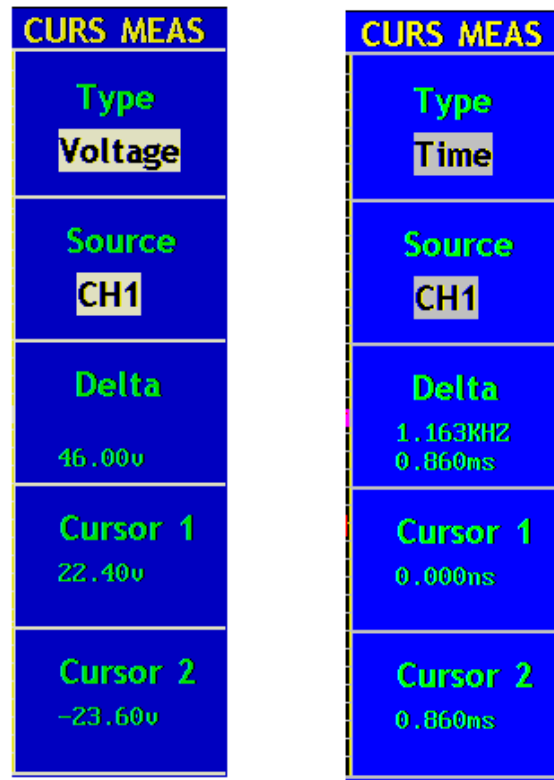 CURS MEAS
Type
Voltage
Source
CH1
Delta
46.00v
Cursor 1
22.40v
Cursor 2
-23.60v
CURS MEAS
Type
Time
Source
CH1
Delta
1.163KHZ
0.860ms
Cursor 1
0.000ns
Cursor 2
0.860ms